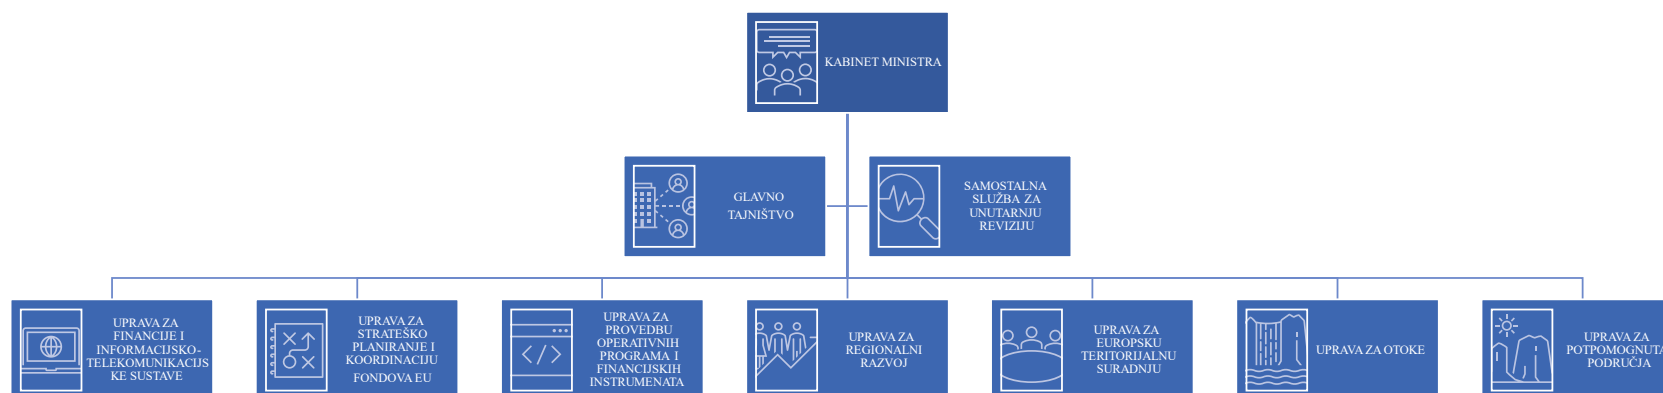 KABINET MINISTRA
GLAVNO
TAJNIŠTVO
SAMOSTALNA
SLUŽBA ZA
UNUTARNJU
REVIZIJU
UPRAVA ZA
FINANCIJE I
INFORMACIJSKO-
TELEKOMUNIKACIJS
KE SUSTAVE
UPRAVA ZA
STRATEŠKO
PLANIRANJE I
KOORDINACIJU
FONDOVA EU
UPRAVA ZA
PROVEDBU
OPERATIVNIH
PROGRAMA I
FINANCIJSKIH
INSTRUMENATA
UPRAVA ZA
REGIONALNI
RAZVOJ
UPRAVA ZA
EUROPSKU
TERITORIJALNU
SURADNJU
UPRAVA ZA OTOKE
UPRAVA ZA
POTPOMOGNUTA
PODRUČJA